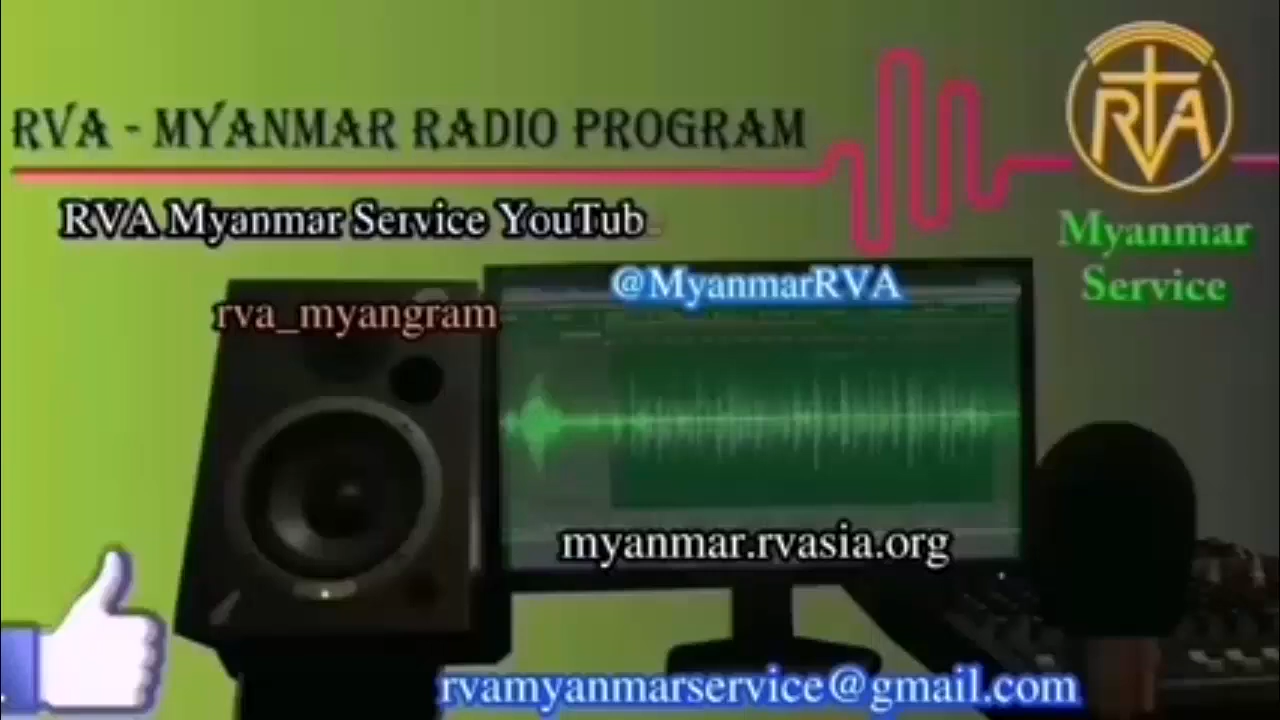 RVA - MYANMAR RADIO PROGRAM
RVA
Myanmar
Service
RVA Myanmar Service YouTub
@MyanmarRVA
rva_myangram
myanmar.rvasia.org
rvamyanmarservice@gmail.com